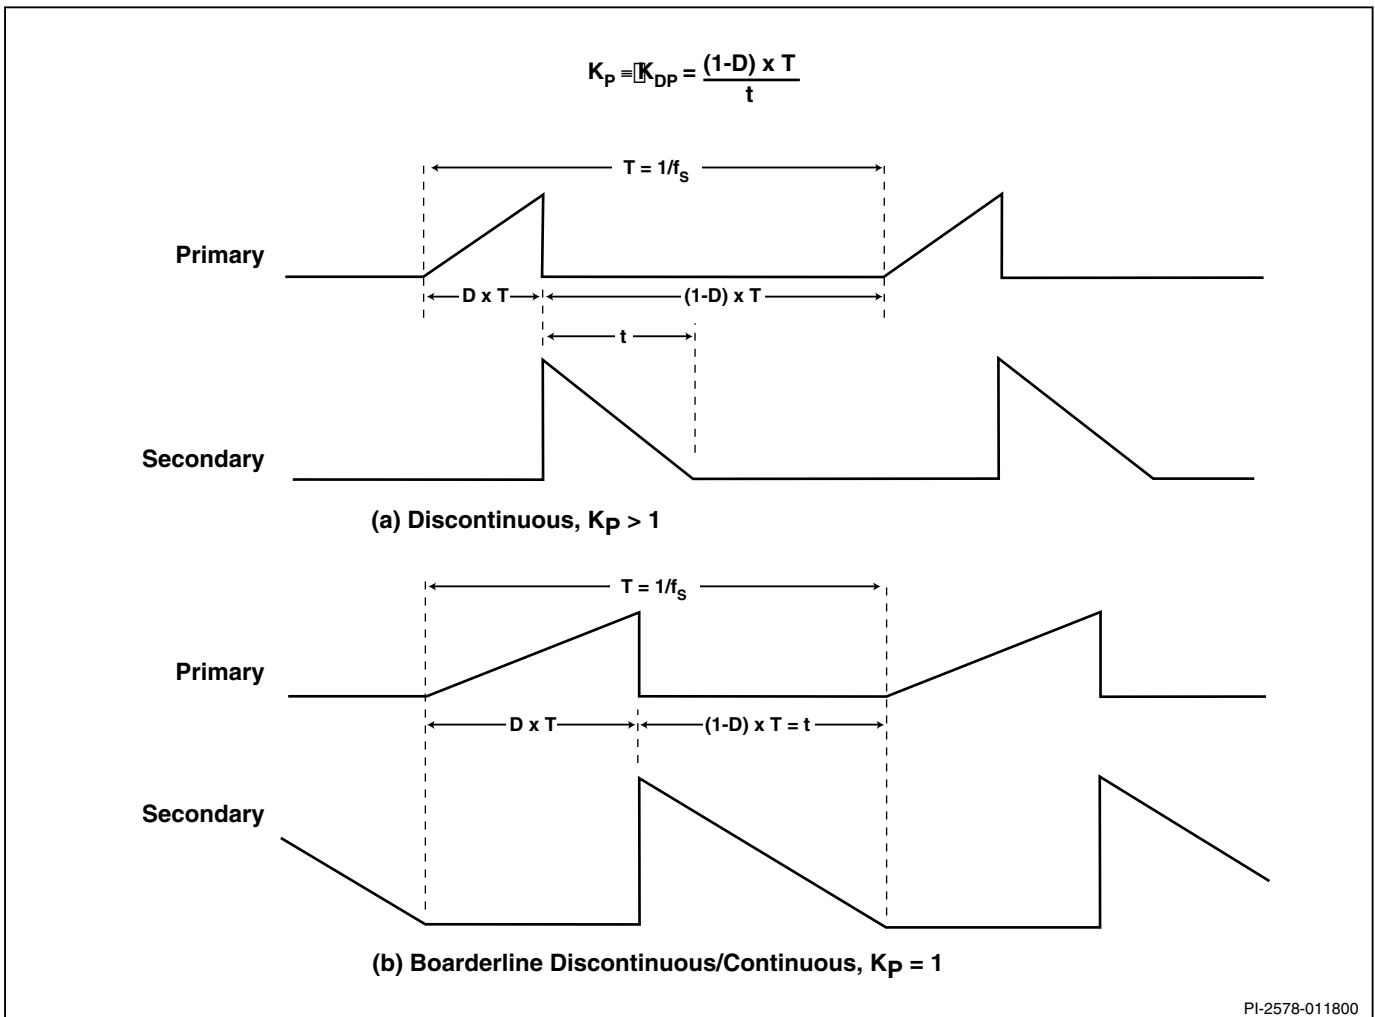 K_P ≡ K_DP = (1-D) x T / t
T = 1/f_S
Primary
D x T
(1-D) x T
t
Secondary
(a) Discontinuous, K_P > 1
T = 1/f_S
Primary
D x T
(1-D) x T = t
Secondary
(b) Boarderline Discontinuous/Continuous, K_P = 1
PI-2578-011800